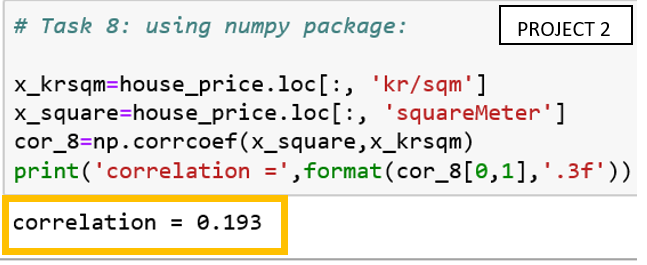 # Task 8: using numpy package:
PROJECT 2
x_krsqm=house_price.loc[:, 'kr/sqm']
x_square=house_price.loc[:, 'squareMeter']
cor_8=np.corrcoef(x_square,x_krsqm)
print('correlation =',format(cor_8[0,1],'.3f'))
correlation = 0.193